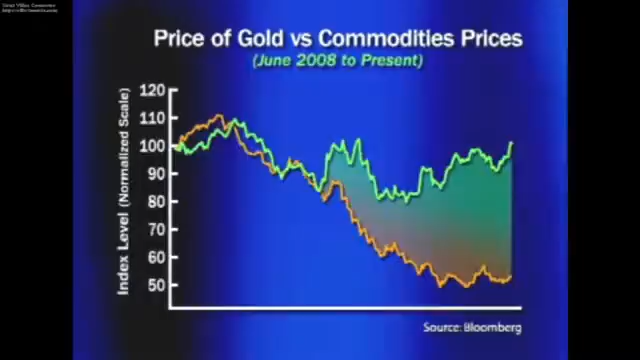 Price of Gold vs Commodities Prices
(June 2008 to Present)
Index Level (Normalized Scale)
120
110
100
90
80
70
60
50
Source: Bloomberg